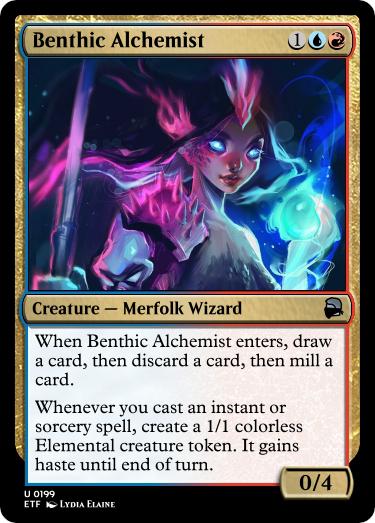 Benthic Alchemist 1
Creature — Merfolk Wizard
When Benthic Alchemist enters, draw
a card, then discard a card, then mill a
card.
Whenever you cast an instant or
sorcery spell, create a 1/1 colorless
Elemental creature token. It gains
haste until end of turn.
0/4
U 0199
ETF LYDIA ELAINE